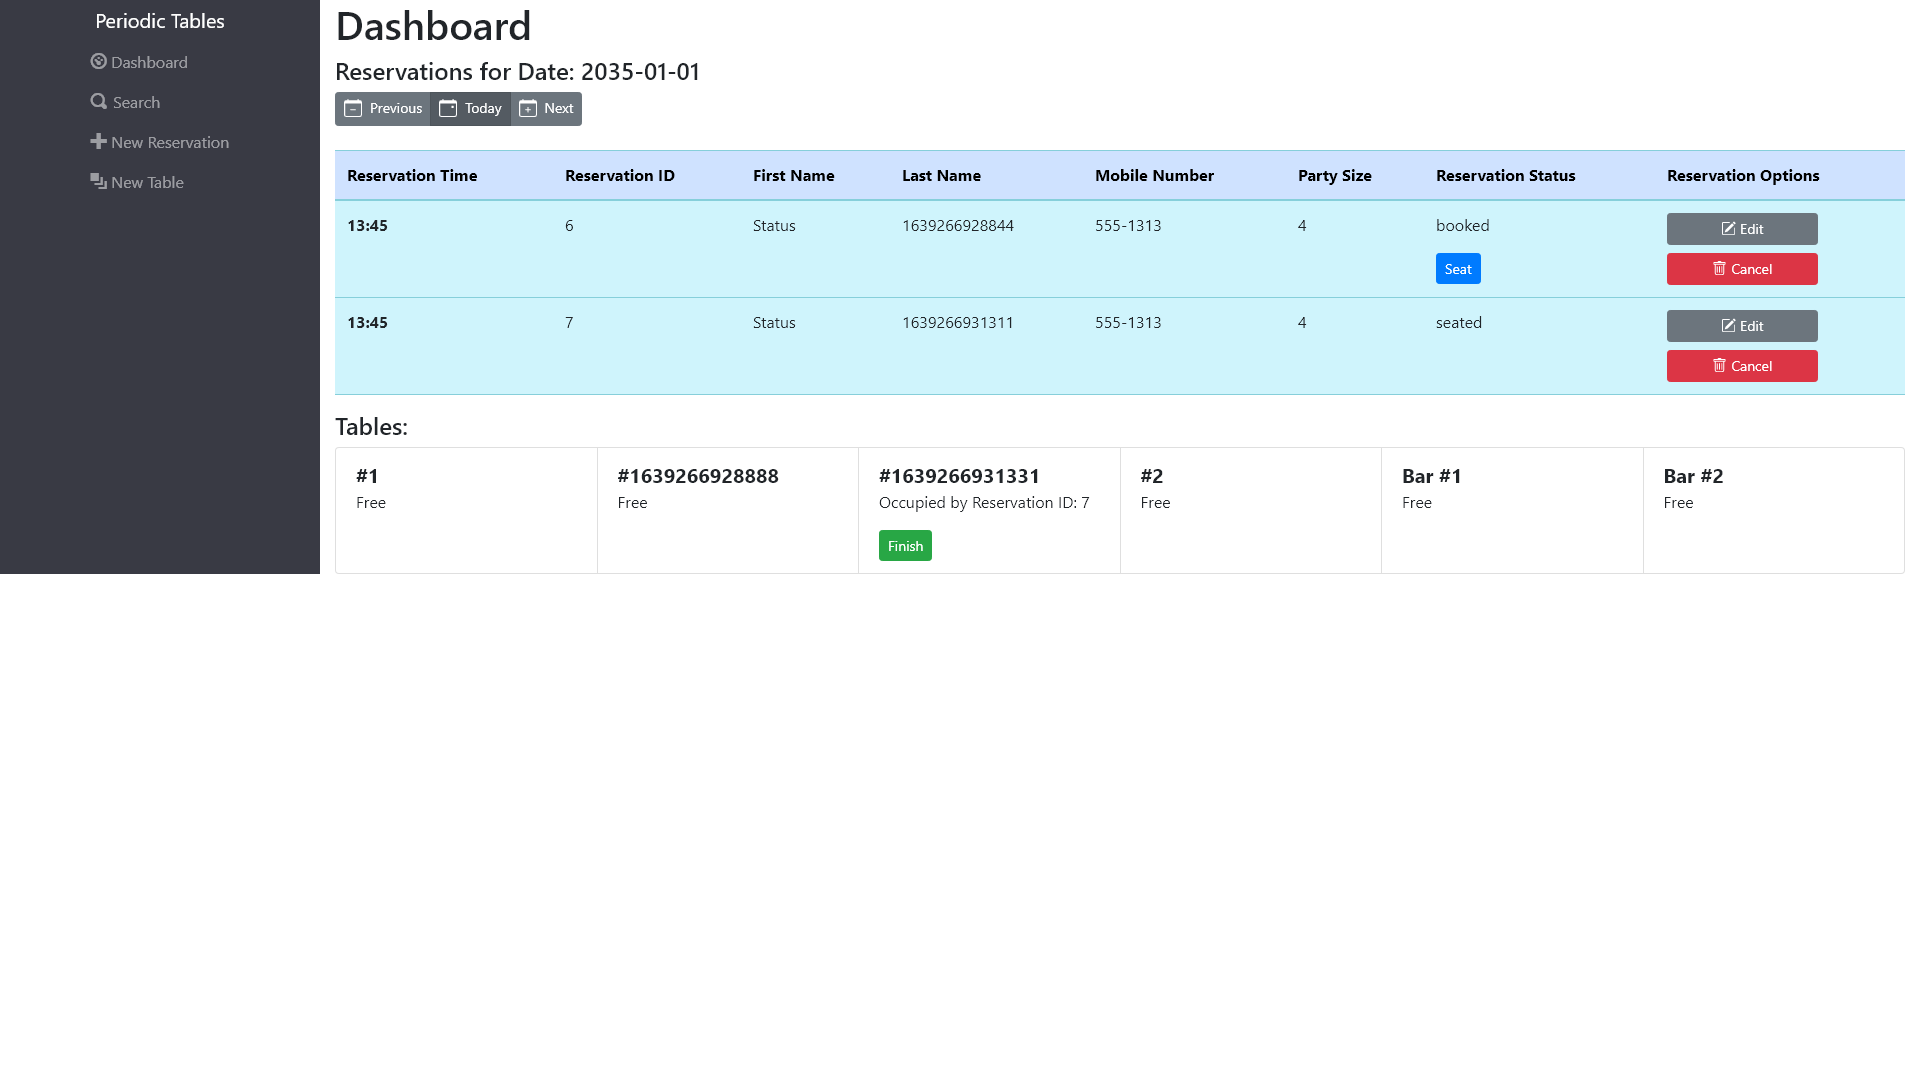 Periodic Tables
Dashboard
Search
New Reservation
New Table
Dashboard
Reservations for Date: 2035-01-01
Previous Today Next
Reservation Time Reservation ID First Name Last Name Mobile Number Party Size Reservation Status Reservation Options
13:45 6 Status 1639266928844 555-1313 4 booked Edit
Seat Cancel
13:45 7 Status 1639266931311 555-1313 4 seated Edit
Cancel
Tables:
#1 #1639266928888 #1639266931331 #2 Bar #1 Bar #2
Free Free Occupied by Reservation ID: 7 Free Free Free
Finish